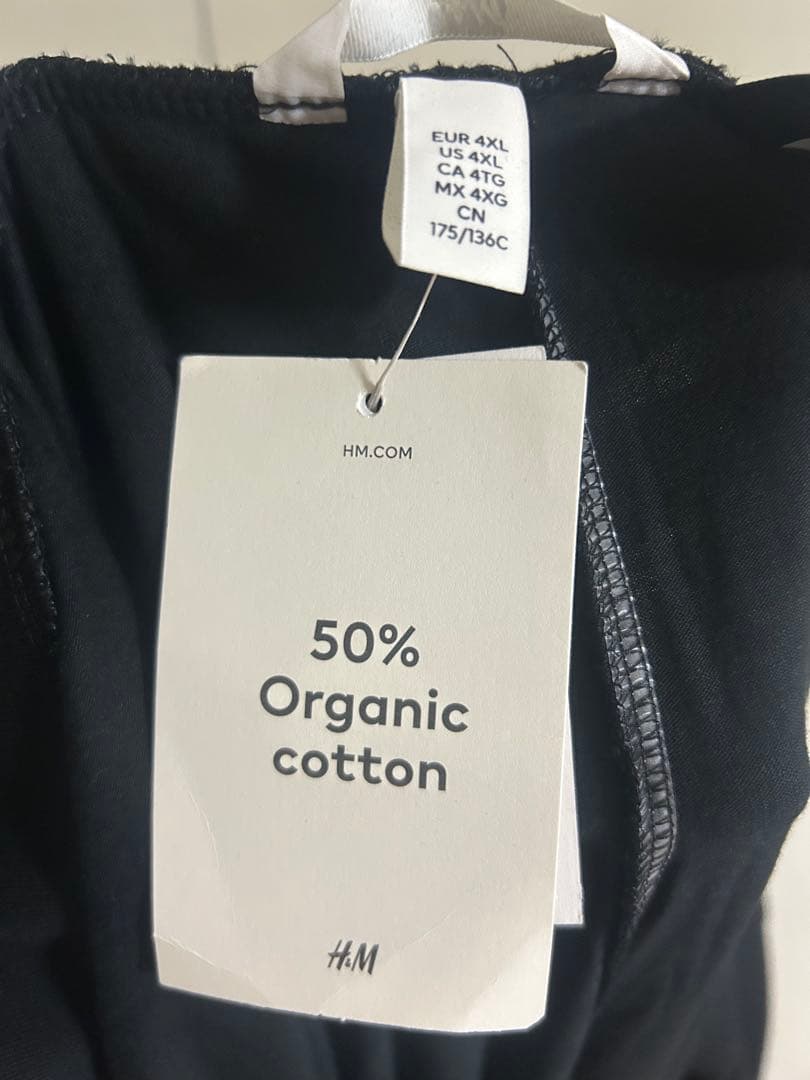 EUR 4XL
US 4XL
CA 4TG
MX 4XG
CN
175/136C
HM.COM
50%
Organic
cotton
H&M